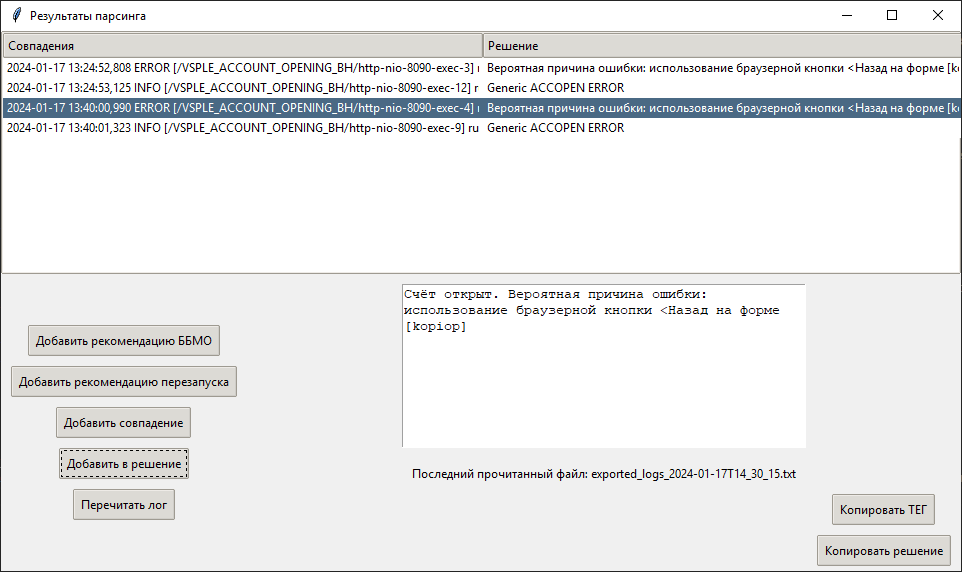 Результаты парсинга
Совпадения Решение
2024-01-17 13:24:52,808 ERROR [/VSPLE_ACCOUNT_OPENING_BH/http-nio-8090-exec-3] Вероятная причина ошибки: использование браузерной кнопки <Назад на форме
2024-01-17 13:24:53,125 INFO [/VSPLE_ACCOUNT_OPENING_BH/http-nio-8090-exec-12] Generic ACCOPEN ERROR
2024-01-17 13:40:00,990 ERROR [/VSPLE_ACCOUNT_OPENING_BH/http-nio-8090-exec-4] Вероятная причина ошибки: использование браузерной кнопки <Назад на форме
2024-01-17 13:40:01,323 INFO [/VSPLE_ACCOUNT_OPENING_BH/http-nio-8090-exec-9] ru Generic ACCOPEN ERROR
Счёт открыт. Вероятная причина ошибки:
использование браузерной кнопки <Назад на форме
[kopiop]
Добавить рекомендацию ББМО
Добавить рекомендацию перезапуска
Добавить совпадение
Добавить в решение
Перечитать лог
Последний прочитанный файл: exported_logs_2024-01-17T14_30_15.txt
Копировать ТЕГ
Копировать решение